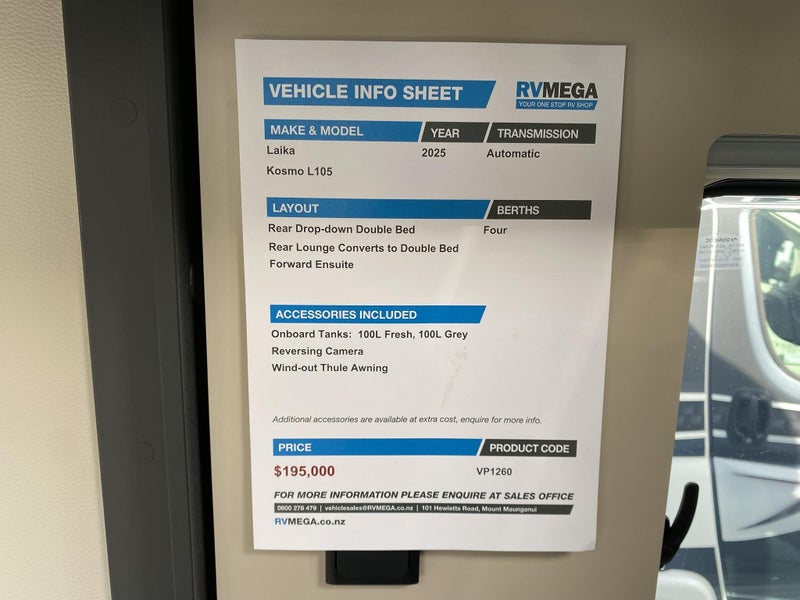 VEHICLE INFO SHEET
RVMEGA
YOUR ONE STOP RV SHOP
MAKE & MODEL YEAR TRANSMISSION
Laika 2025 Automatic
Kosmo L105
LAYOUT BERTHS
Rear Drop-down Double Bed Four
Rear Lounge Converts to Double Bed
Forward Ensuite
ACCESSORIES INCLUDED
Onboard Tanks: 100L Fresh, 100L Grey
Reversing Camera
Wind-out Thule Awning
Additional accessories are available at extra cost, enquire for more info.
PRICE PRODUCT CODE
$195,000 VP1260
FOR MORE INFORMATION PLEASE ENQUIRE AT SALES OFFICE
0800 278 479 | vehiclesales@RVMEGA.co.nz | 101 Hewletts Road, Mount Maunganui
RVMEGA.co.nz